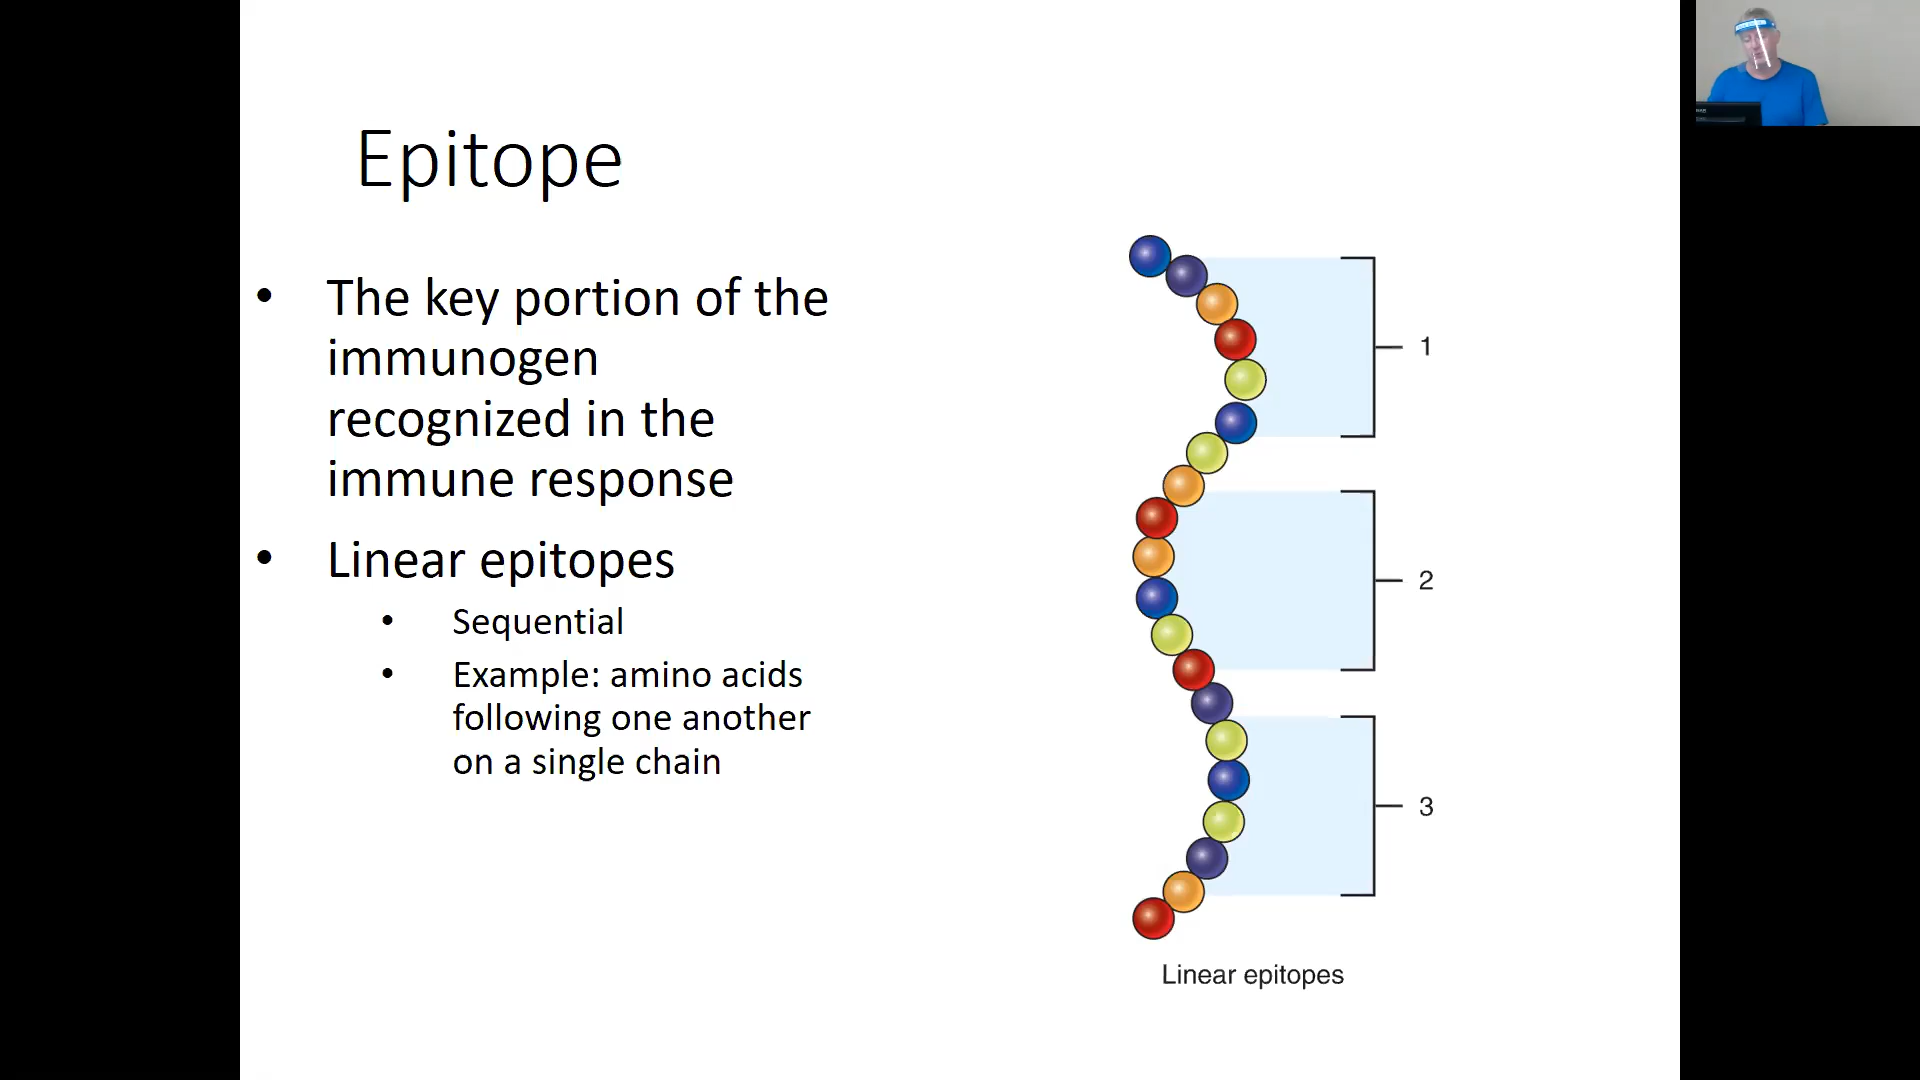 Epitope
• The key portion of the
immunogen
recognized in the
immune response
• Linear epitopes
• Sequential
• Example: amino acids
following one another
on a single chain
1
2
3
Linear epitopes